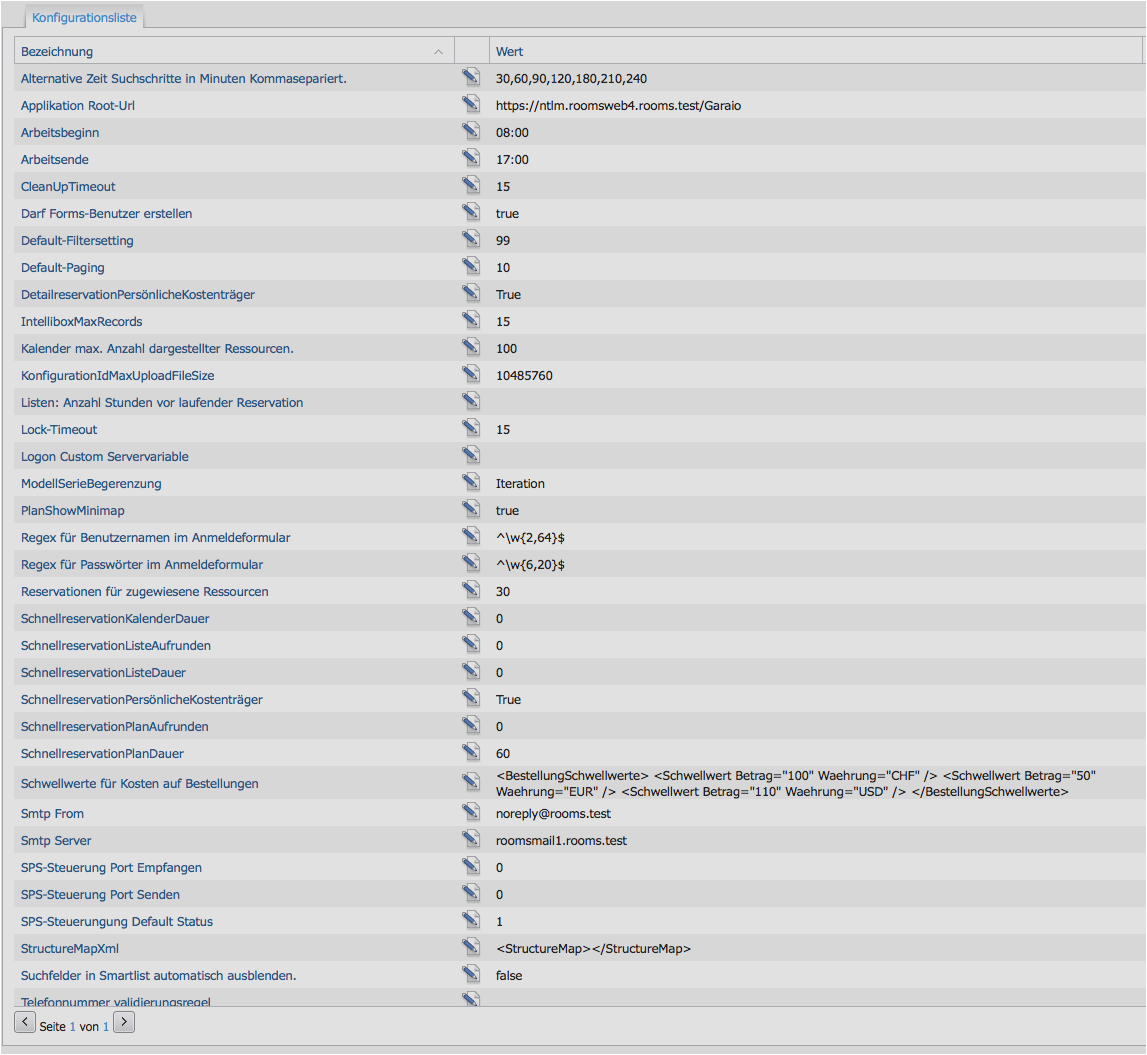 Konfigurationsliste
Bezeichnung Wert
Alternative Zeit Suchschritte in Minuten Kommasepariert. 30,60,90,120,180,210,240
Applikation Root-Url https://ntlm.roomsweb4.rooms.test/Garaio
Arbeitsbeginn 08:00
Arbeitsende 17:00
CleanUpTimeout 15
Darf Forms-Benutzer erstellen true
Default-Filtersetting 99
Default-Paging 10
DetailreservationPersönlicheKostenträger True
IntelliboxMaxRecords 15
Kalender max. Anzahl dargestellter Ressourcen. 100
KonfigurationIdMaxUploadFileSize 10485760
Listen: Anzahl Stunden vor laufender Reservation
Lock-Timeout 15
Logon Custom Servervariable
ModellSerieBegerenzung Iteration
PlanShowMinimap true
Regex für Benutzernamen im Anmeldeformular ^\w{2,64}$
Regex für Passwörter im Anmeldeformular ^\w{6,20}$
Reservationen für zugewiesene Ressourcen 30
SchnellreservationKalenderDauer 0
SchnellreservationListeAufrunden 0
SchnellreservationListeDauer 0
SchnellreservationPersönlicheKostenträger True
SchnellreservationPlanAufrunden 0
SchnellreservationPlanDauer 60
Schwellwerte für Kosten auf Bestellungen <BestellungSchwellwerte> <Schwellwert Betrag="100" Waehrung="CHF" /> <Schwellwert Betrag="50"
Waehrung="EUR" /> <Schwellwert Betrag="110" Waehrung="USD" /> </BestellungSchwellwerte>
Smtp From noreply@rooms.test
Smtp Server roomsmail1.rooms.test
SPS-Steuerung Port Empfangen 0
SPS-Steuerung Port Senden 0
SPS-Steuerungung Default Status 1
StructureMapXml <StructureMap></StructureMap>
Suchfelder in Smartlist automatisch ausblenden. false
Telefonnummer validierungsregel
Seite 1 von 1